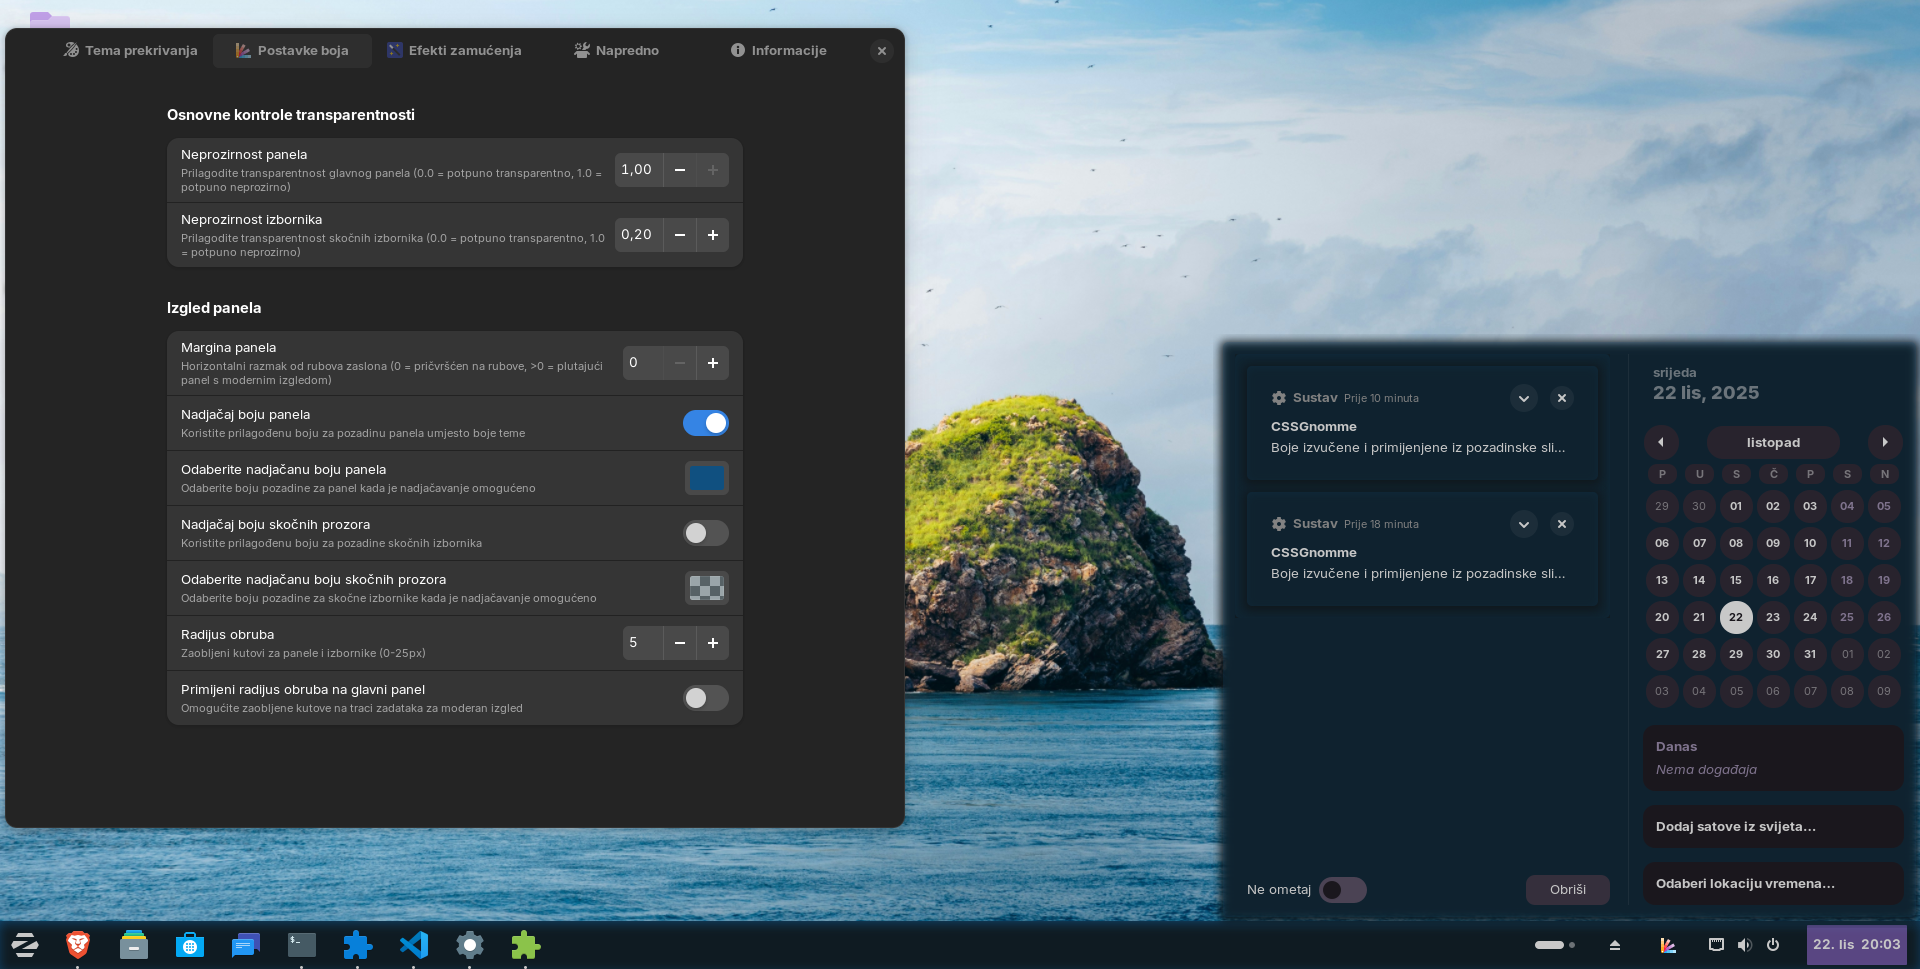 Tema prekrivanja
Postavke boja
Efekti zamućenja
Napredno
Informacije
Osnovne kontrole transparentnosti
Neprozirnost panela
Prilagodite transparentnost glavnog panela (0.0 = potpuno transparentno, 1.0 =
potpuno neprozirno)
1,00
Neprozirnost izbornika
Prilagodite transparentnost skočnih izbornika (0.0 = potpuno transparentno, 1.0
= potpuno neprozirno)
0,20
Izgled panela
Margina panela
Horizontalni razmak od rubova zaslona (0 = pričvršćen na rubove, >0 = plutajući
panel s modernim izgledom)
0
Nadjačaj boju panela
Koristite prilagođenu boju za pozadinu panela umjesto boje teme
Odaberite nadjačanu boju panela
Odaberite boju pozadine za panel kada je nadjačavanje omogućeno
Nadjačaj boju skočnih prozora
Koristite prilagođenu boju za pozadine skočnih izbornika
Odaberite nadjačanu boju skočnih prozora
Odaberite boju pozadine za skočne izbornike kada je nadjačavanje omogućeno
Radijus obruba
Zaobljeni kutovi za panele i izbornike (0-25px)
5
Primijeni radijus obruba na glavni panel
Omogućite zaobljene kutove na traci zadataka za moderan izgled
Sustav Prije 10 minuta
CSSGnomme
Boje izvučene i primijenjene iz pozadinske sli...
Sustav Prije 18 minuta
CSSGnomme
Boje izvučene i primijenjene iz pozadinske sli...
Ne ometaj
Obriši
srijeda
22 lis, 2025
listopad
P U S Č P S N
29 30 01 02 03 04 05
06 07 08 09 10 11 12
13 14 15 16 17 18 19
20 21 22 23 24 25 26
27 28 29 30 31 01 02
03 04 05 06 07 08 09
Danas
Nema događaja
Dodaj satove iz svijeta...
Odaberi lokaciju vremena...
$_
22. lis 20:03